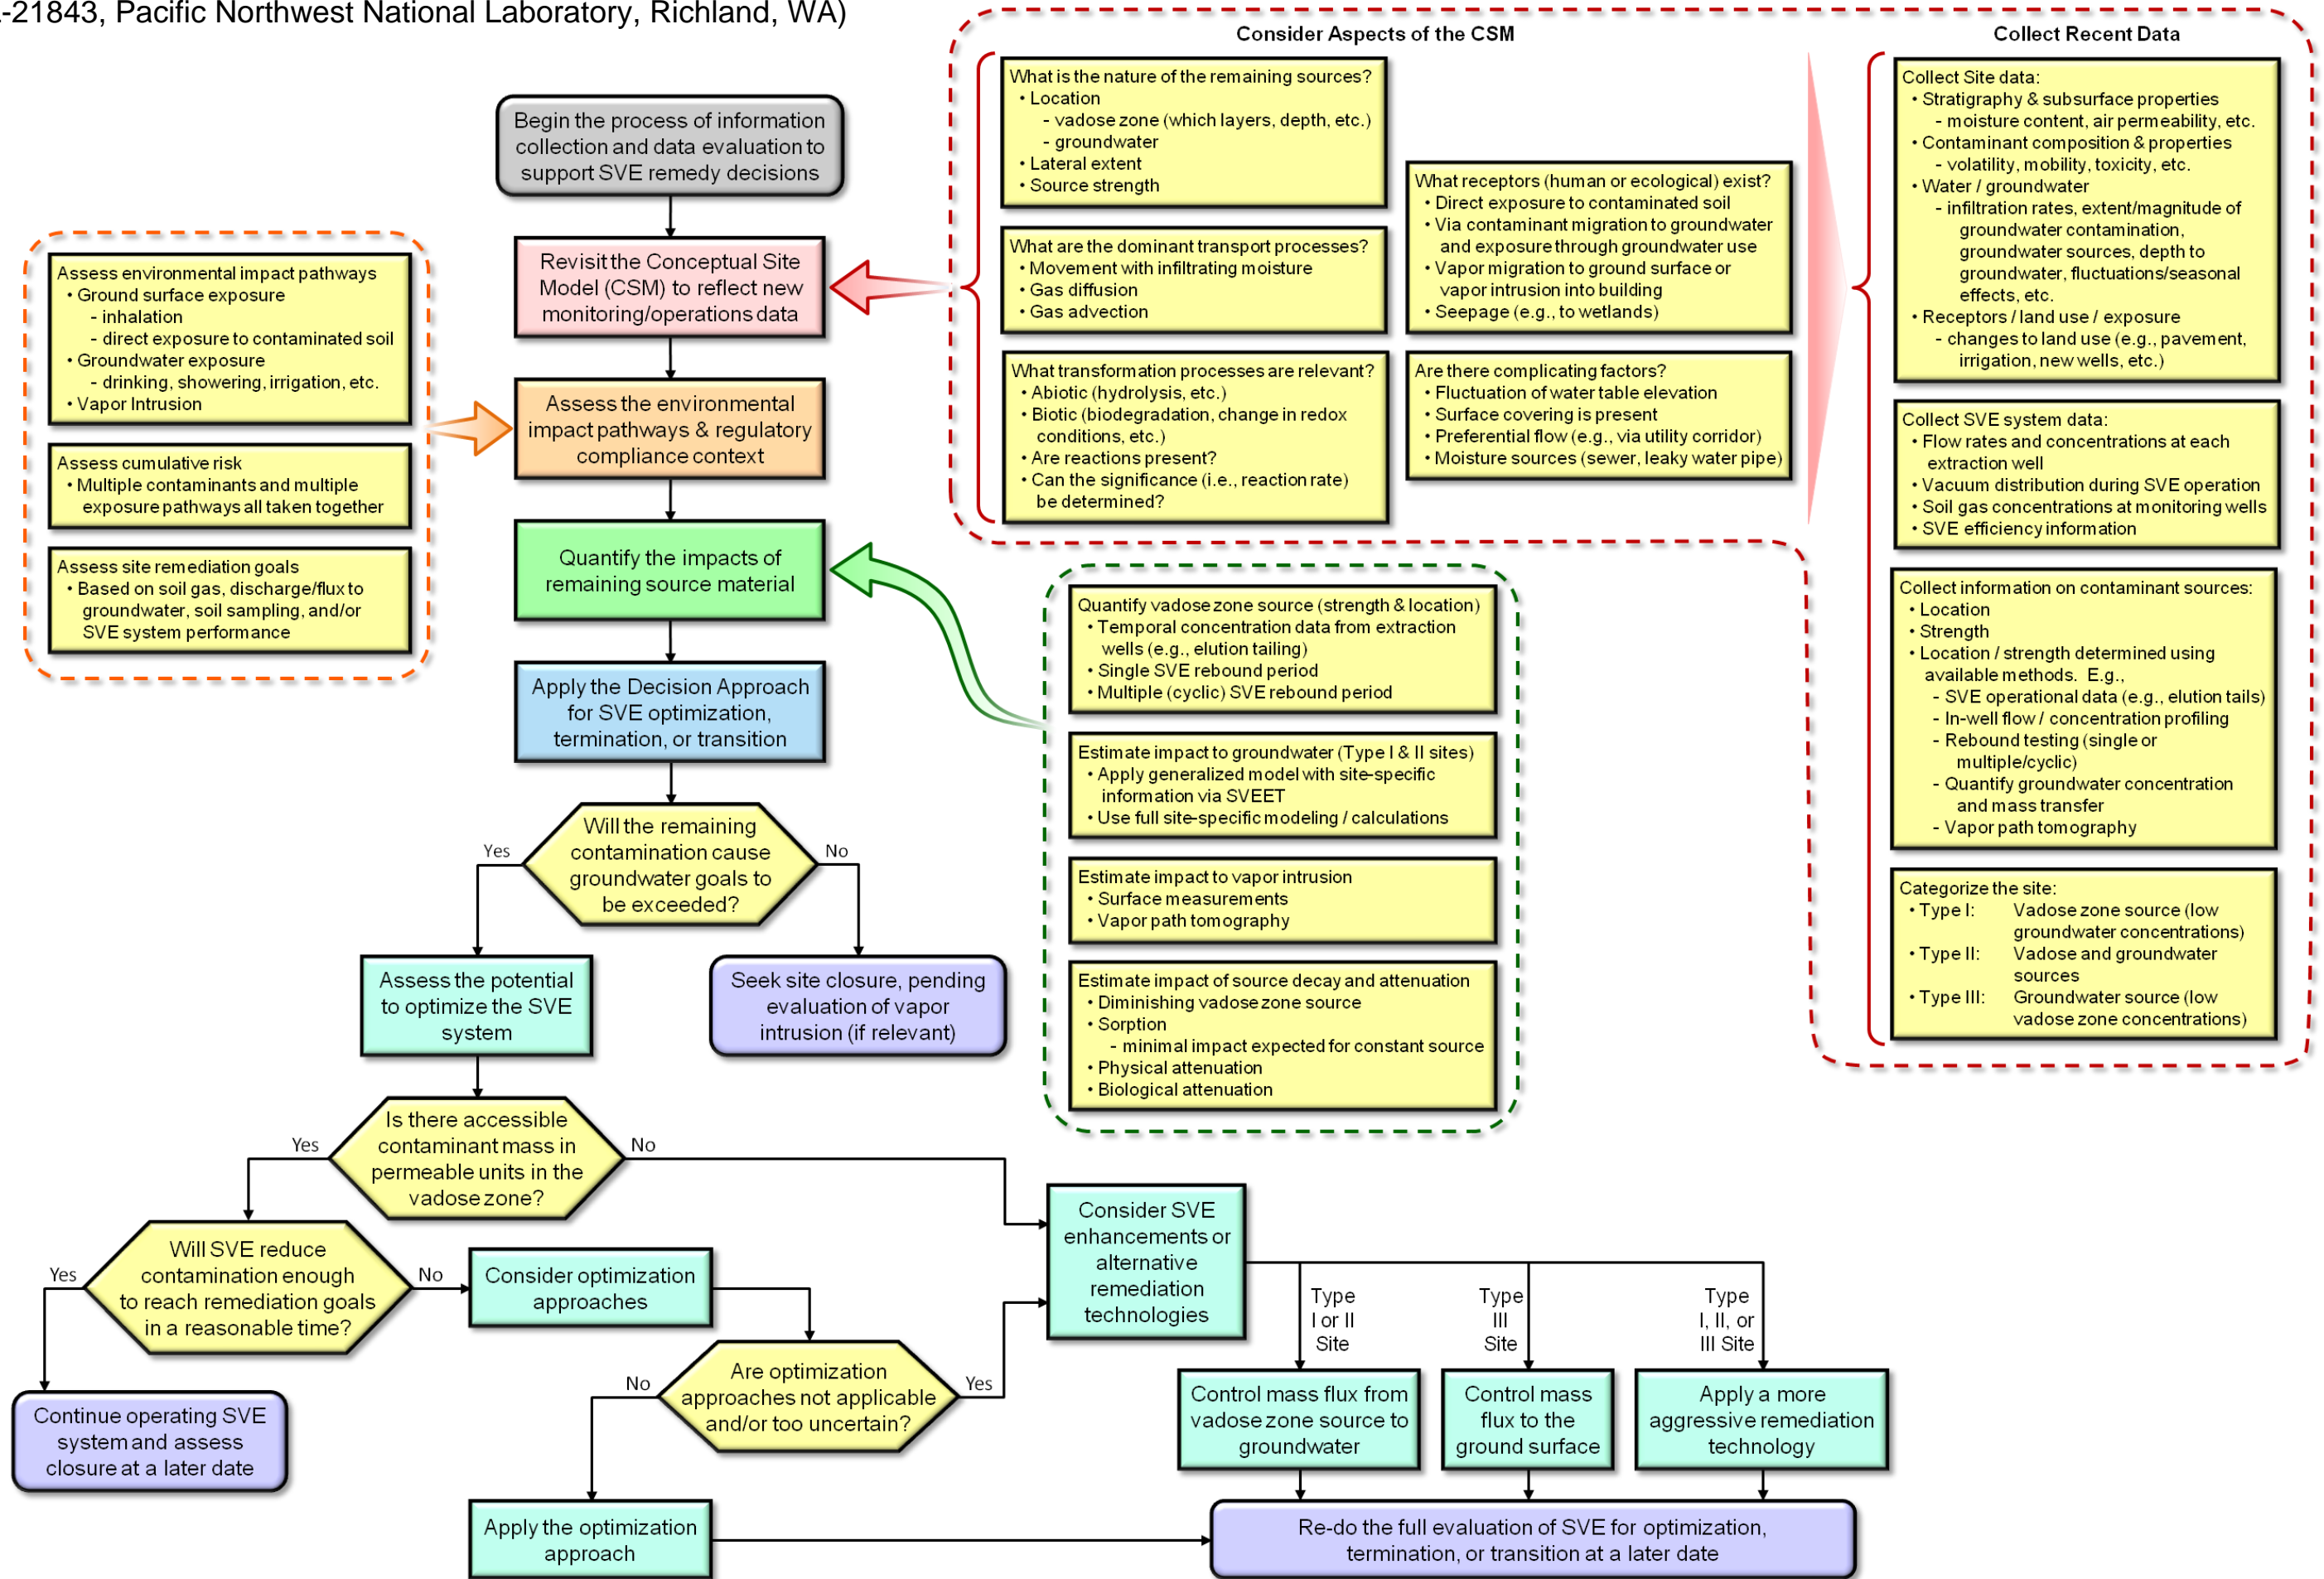 -21843, Pacific Northwest National Laboratory, Richland, WA)
Begin the process of information
collection and data evaluation to
support SVE remedy decisions
Revisit the Conceptual Site
Model (CSM) to reflect new
monitoring/operations data
Assess the environmental
impact pathways & regulatory
compliance context
Quantify the impacts of
remaining source material
Apply the Decision Approach
for SVE optimization,
termination, or transition
Will the remaining
contamination cause
groundwater goals to
be exceeded?
Yes
No
Assess the potential
to optimize the SVE
system
Seek site closure, pending
evaluation of vapor
intrusion (if relevant)
Is there accessible
contaminant mass in
permeable units in the
vadose zone?
Yes
No
Will SVE reduce
contamination enough
to reach remediation goals
in a reasonable time?
Yes
No
Continue operating SVE
system and assess
closure at a later date
Consider optimization
approaches
Are optimization
approaches not applicable
and/or too uncertain?
No
Yes
Apply the optimization
approach
Consider SVE
enhancements or
alternative
remediation
technologies
Type
I or II
Site
Type
III
Site
Type
I, II, or
III Site
Control mass flux from
vadose zone source to
groundwater
Control mass
flux to the
ground surface
Apply a more
aggressive remediation
technology
Re-do the full evaluation of SVE for optimization,
termination, or transition at a later date
Assess environmental impact pathways
• Ground surface exposure
- inhalation
- direct exposure to contaminated soil
• Groundwater exposure
- drinking, showering, irrigation, etc.
• Vapor Intrusion
Assess cumulative risk
• Multiple contaminants and multiple
exposure pathways all taken together
Assess site remediation goals
• Based on soil gas, discharge/flux to
groundwater, soil sampling, and/or
SVE system performance
Consider Aspects of the CSM
What is the nature of the remaining sources?
• Location
- vadose zone (which layers, depth, etc.)
- groundwater
• Lateral extent
• Source strength
What are the dominant transport processes?
• Movement with infiltrating moisture
• Gas diffusion
• Gas advection
What transformation processes are relevant?
• Abiotic (hydrolysis, etc.)
• Biotic (biodegradation, change in redox
conditions, etc.)
• Are reactions present?
• Can the significance (i.e., reaction rate)
be determined?
What receptors (human or ecological) exist?
• Direct exposure to contaminated soil
• Via contaminant migration to groundwater
and exposure through groundwater use
• Vapor migration to ground surface or
vapor intrusion into building
• Seepage (e.g., to wetlands)
Are there complicating factors?
• Fluctuation of water table elevation
• Surface covering is present
• Preferential flow (e.g., via utility corridor)
• Moisture sources (sewer, leaky water pipe)
Collect Recent Data
Collect Site data:
• Stratigraphy & subsurface properties
- moisture content, air permeability, etc.
• Contaminant composition & properties
- volatility, mobility, toxicity, etc.
• Water / groundwater
- infiltration rates, extent/magnitude of
groundwater contamination,
groundwater sources, depth to
groundwater, fluctuations/seasonal
effects, etc.
• Receptors / land use / exposure
- changes to land use (e.g., pavement,
irrigation, new wells, etc.)
Collect SVE system data:
• Flow rates and concentrations at each
extraction well
• Vacuum distribution during SVE operation
• Soil gas concentrations at monitoring wells
• SVE efficiency information
Collect information on contaminant sources:
• Location
• Strength
• Location / strength determined using
available methods. E.g.,
- SVE operational data (e.g., elution tails)
- In-well flow / concentration profiling
- Rebound testing (single or
multiple/cyclic)
- Quantify groundwater concentration
and mass transfer
- Vapor path tomography
Categorize the site:
• Type I: Vadose zone source (low
groundwater concentrations)
• Type II: Vadose and groundwater
sources
• Type III: Groundwater source (low
vadose zone concentrations)
Quantify vadose zone source (strength & location)
• Temporal concentration data from extraction
wells (e.g., elution tailing)
• Single SVE rebound period
• Multiple (cyclic) SVE rebound period
Estimate impact to groundwater (Type I & II sites)
• Apply generalized model with site-specific
information via SVEET
• Use full site-specific modeling / calculations
Estimate impact to vapor intrusion
• Surface measurements
• Vapor path tomography
Estimate impact of source decay and attenuation
• Diminishing vadose zone source
• Sorption
- minimal impact expected for constant source
• Physical attenuation
• Biological attenuation